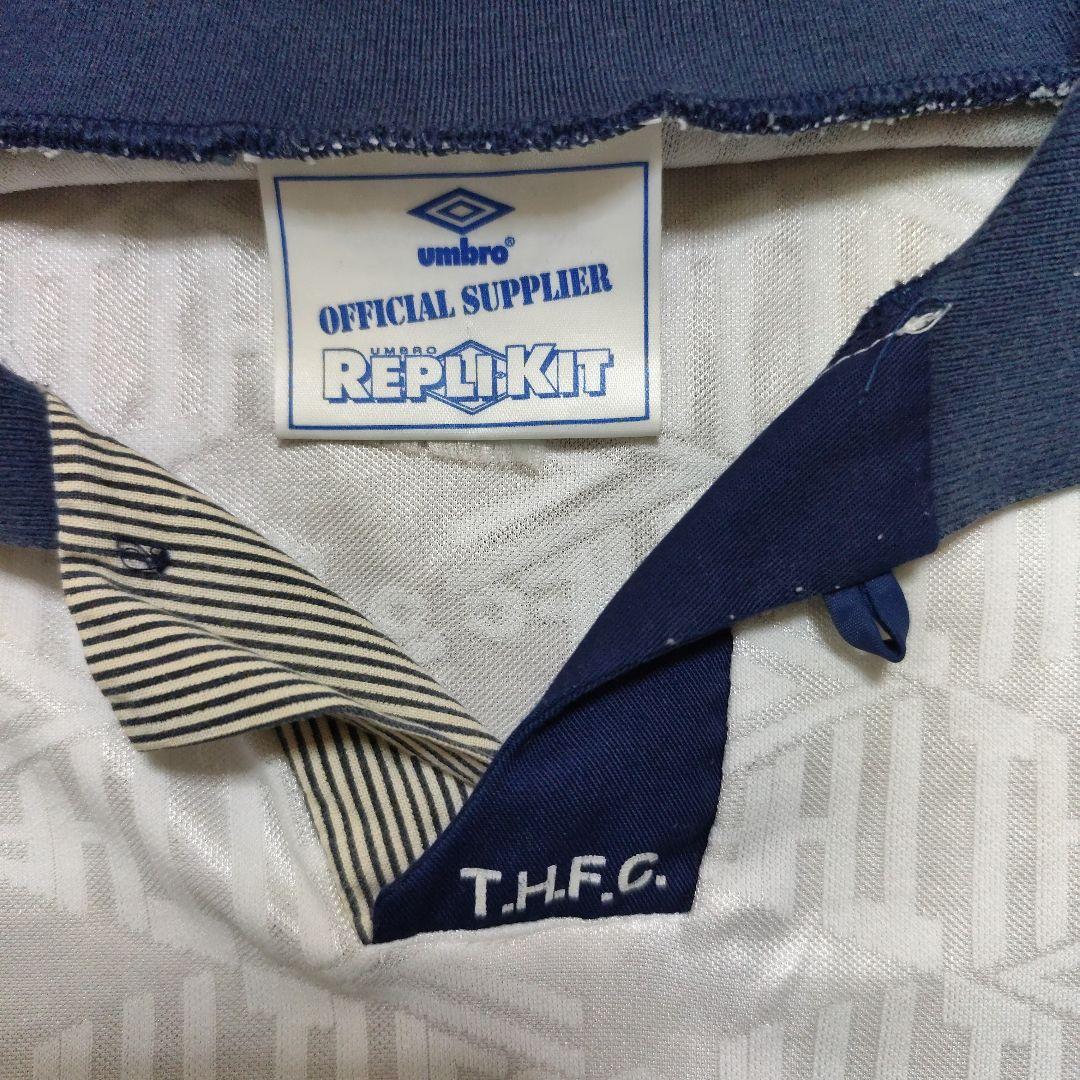 umbro®
OFFICIAL SUPPLIER
UMBRO
REPLI-KIT
T.H.F.C.